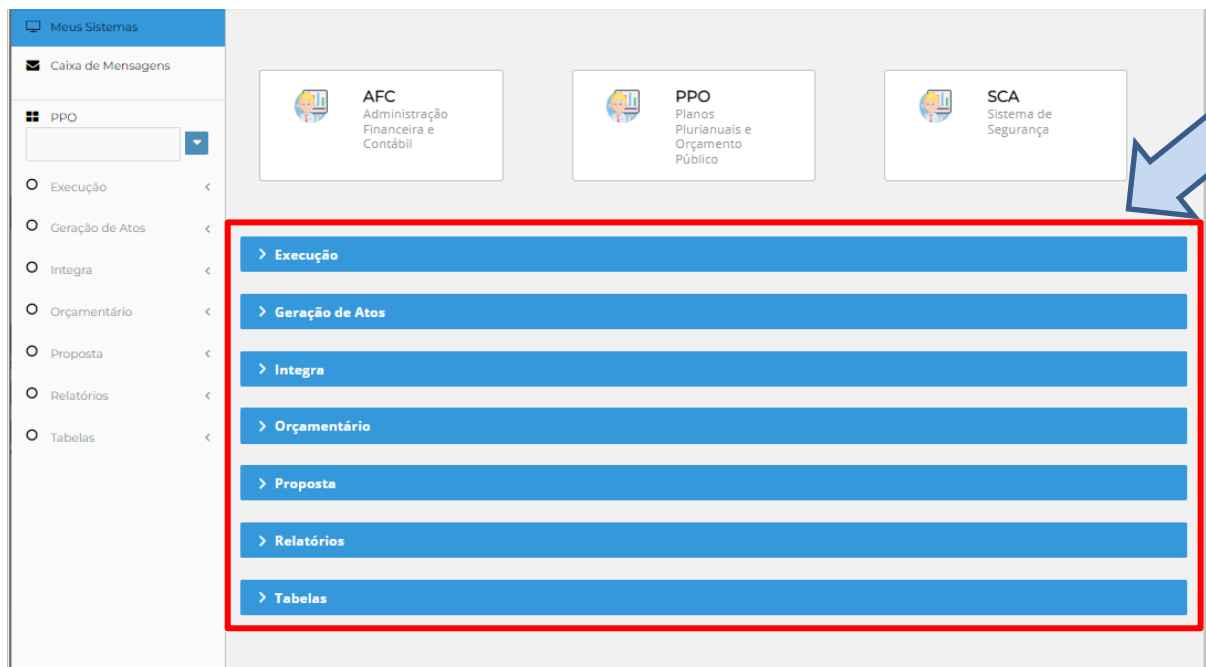 Meus Sistemas
Caixa de Mensagens
PPO
Execução
Geração de Atos
Integra
Orçamentário
Proposta
Relatórios
Tabelas
AFC
Administração
Financeira e
Contábil
PPO
Planos
Plurianuais e
Orçamento
Público
SCA
Sistema de
Segurança
Execução
Geração de Atos
Integra
Orçamentário
Proposta
Relatórios
Tabelas